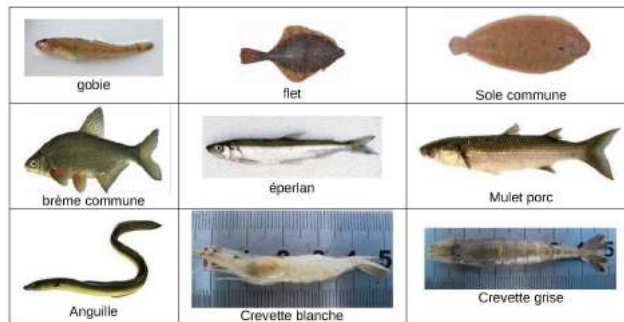 gobie
flet
Sole commune
brème commune
éperlan
Mulet porc
Anguille
Crevette blanche
Crevette grise